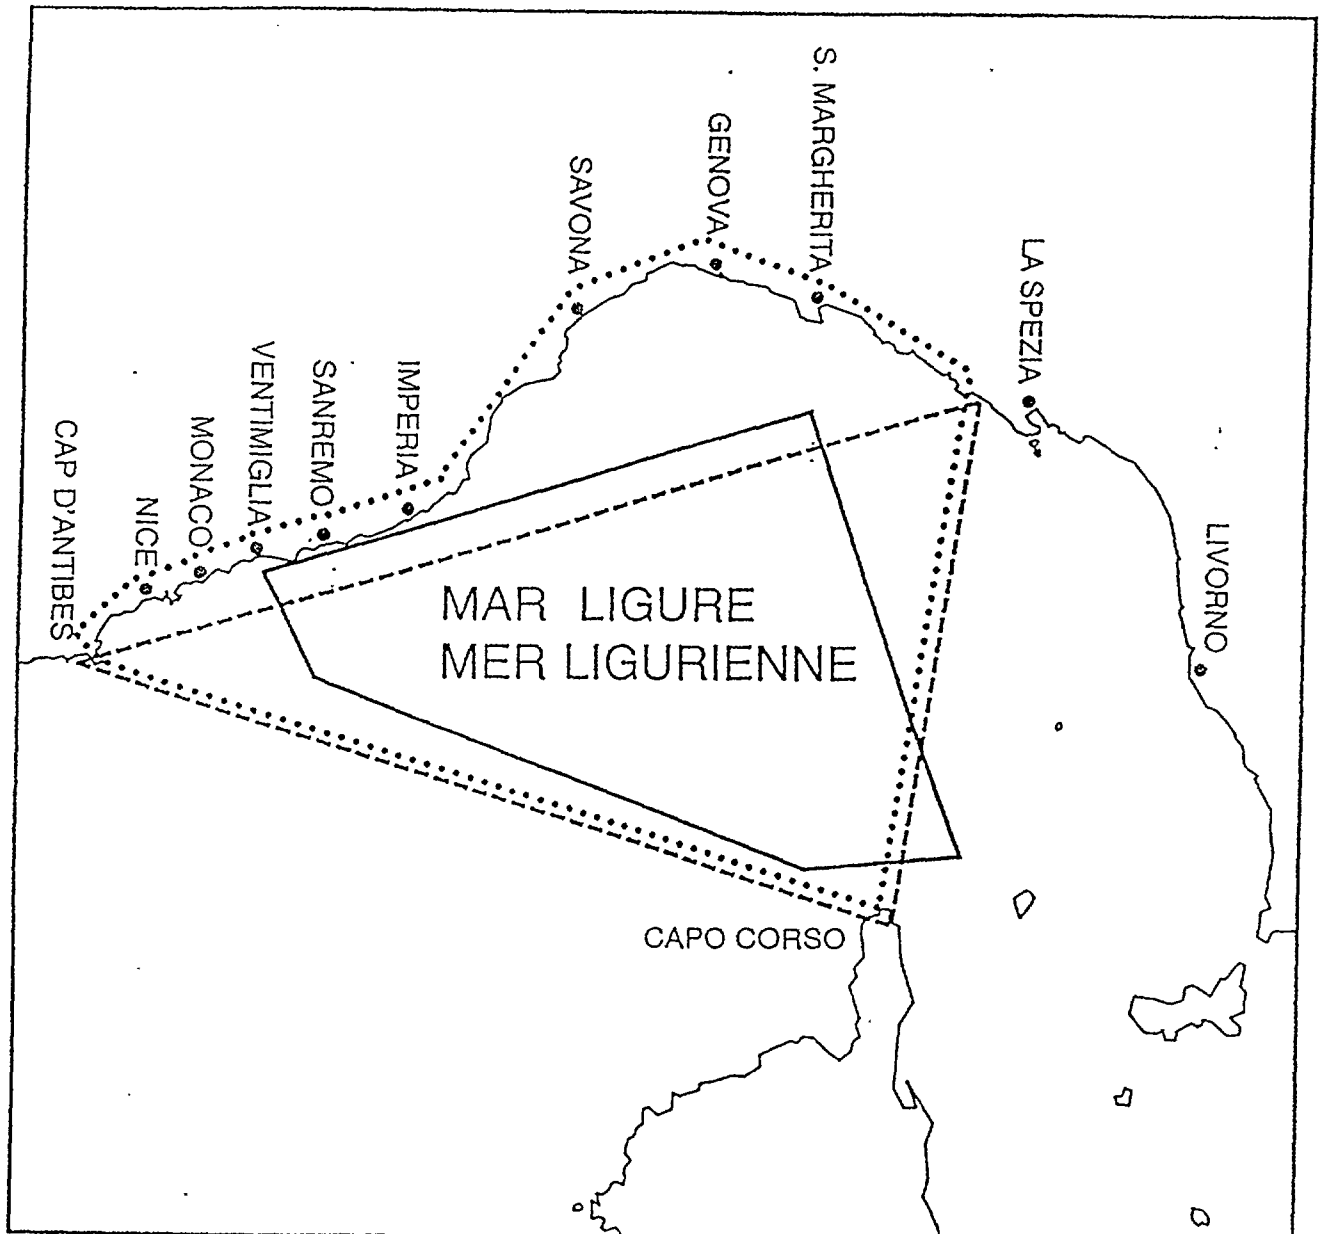 S. MARGHERITA
GENOVA
SAVONA
LA SPEZIA
VENTIMIGLIA
SANREMO
IMPERIA
MONACO
CAP D'ANTIBES
NICE
LIVORNO
MAR LIGURE
MER LIGURIENNE
CAPO CORSO